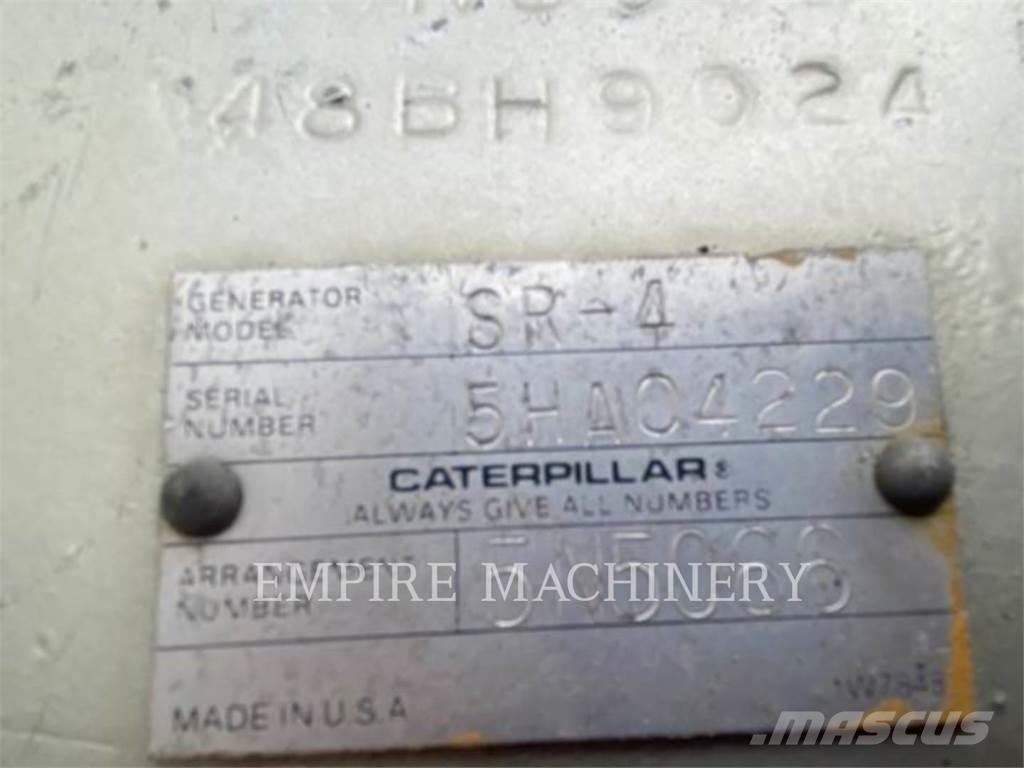 48BH902A
GENERATOR MODEL SR-4
SERIAL NUMBER 5HA04229
CATERPILLAR®
ALWAYS GIVE ALL NUMBERS
ARRANGEMENT NUMBER
EMPIRE MACHINERY
MADE IN U.S.A
MASCUS